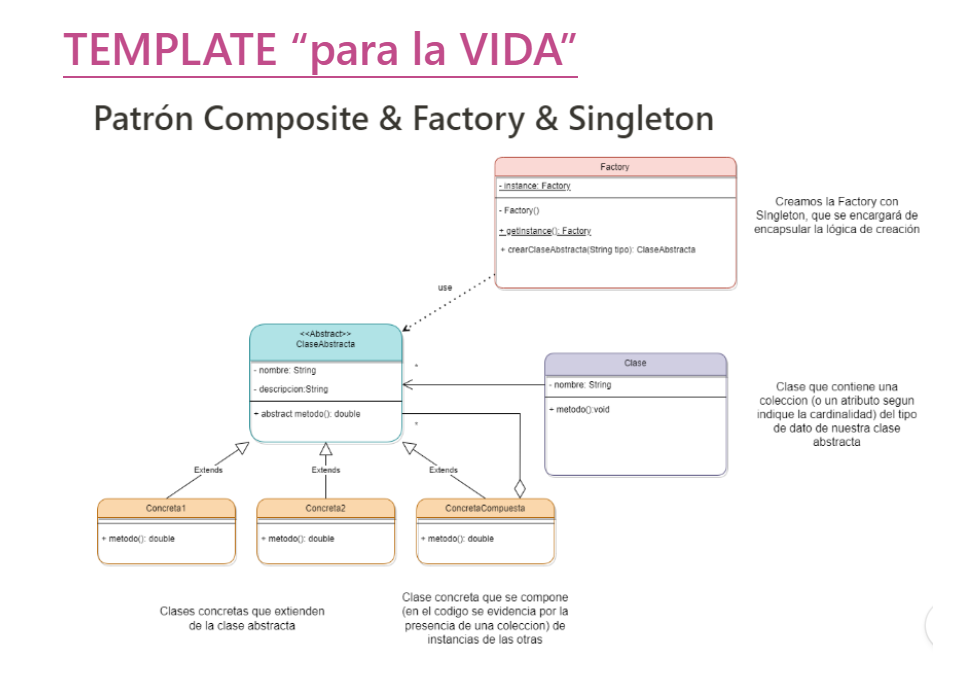 TEMPLATE “para la VIDA”
Patrón Composite & Factory & Singleton
Factory
- instance: Factory
- Factory()
+ getInstance(): Factory
+ crearClaseAbstracta(String tipo): ClaseAbstracta
Creamos la Factory con
SIngleton, que se encargará de
encapsular la lógica de creación
use
<<Abstract>>
ClaseAbstracta
- nombre: String
- descripcion:String
+ abstract metodo(): double
*
*
Clase
- nombre: String
+ metodo():void
Clase que contiene una
coleccion (o un atributo segun
indique la cardinalidad) del tipo
de dato de nuestra clase
abstracta
Extends
Extends
Extends
Concreta1
+ metodo(): double
Concreta2
+ metodo(): double
ConcretaCompuesta
+ metodo(): double
Clases concretas que extienden
de la clase abstracta
Clase concreta que se compone
(en el codigo se evidencia por la
presencia de una coleccion) de
instancias de las otras